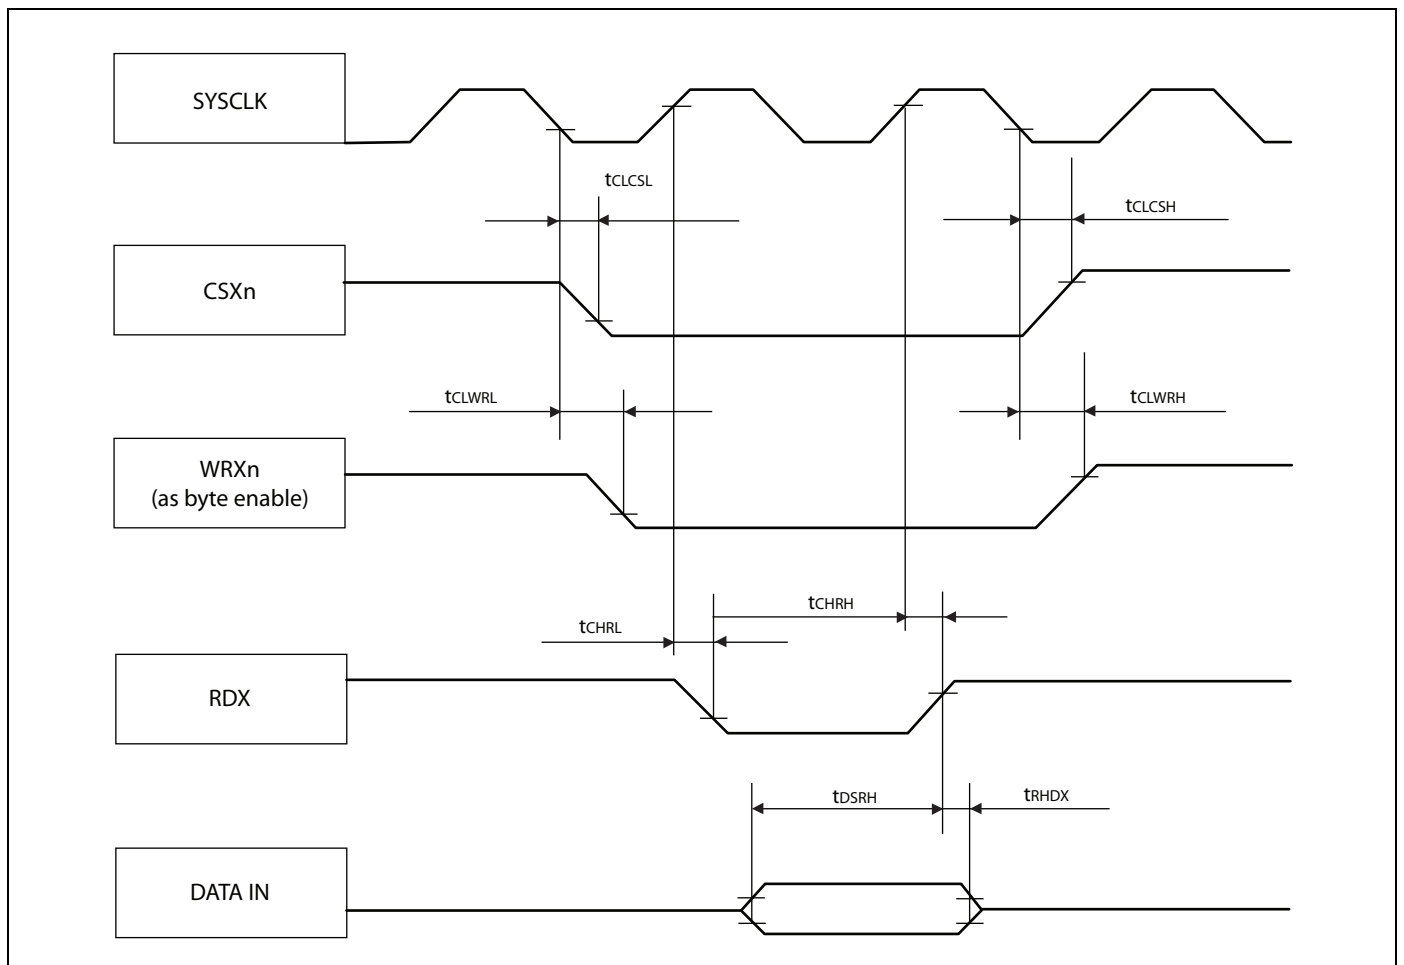 SYSCLK
tCLCSL
tCLCSH
CSXn
tCLWRL
tCLWRH
WRXn
(as byte enable)
tCHRH
tCHRL
RDX
tDSRH
tRHDX
DATA IN